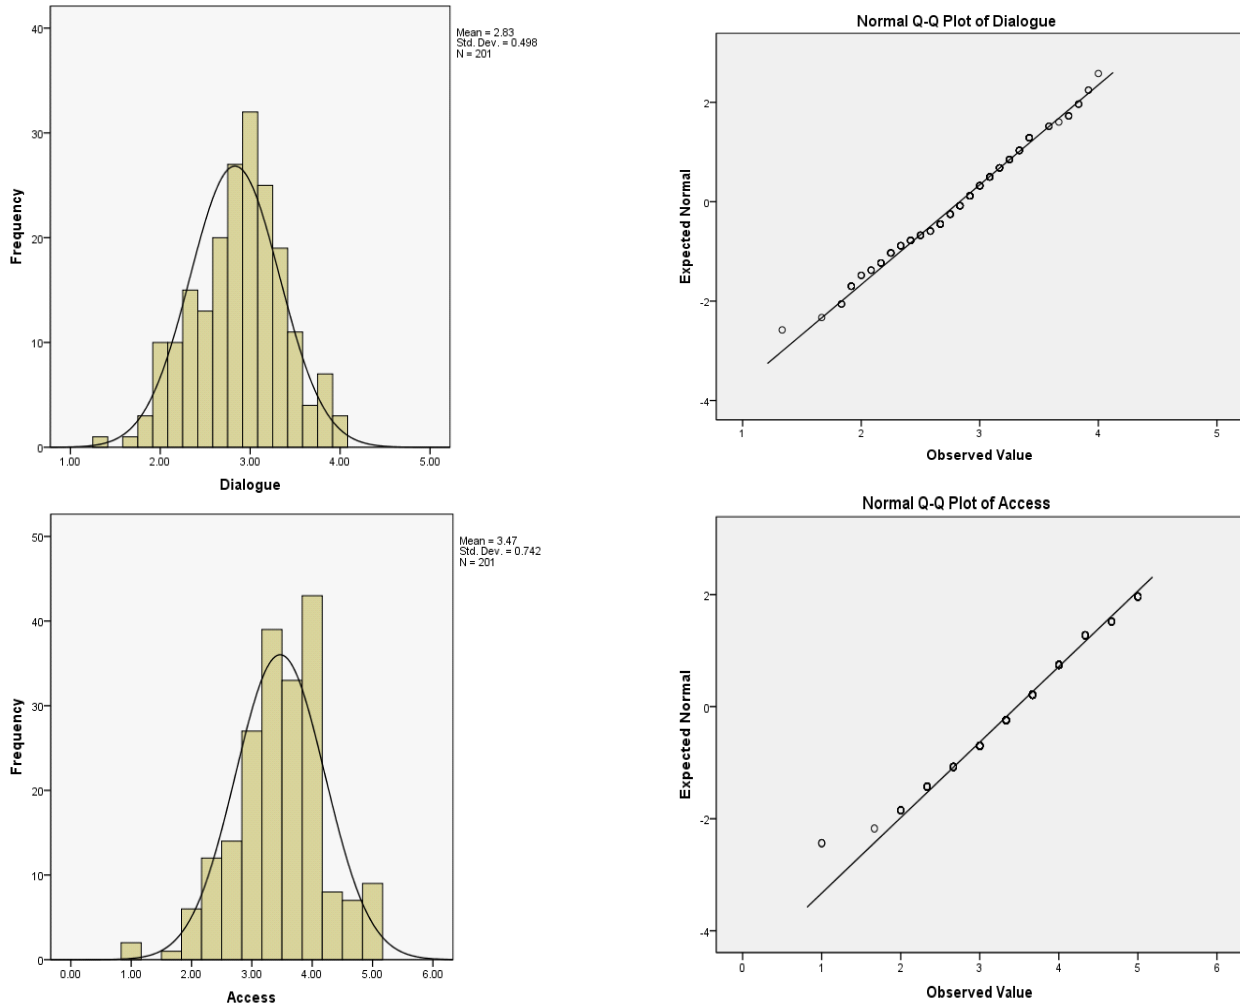 40
30
20
10
0
Frequency
1.00 2.00 3.00 4.00 5.00
Dialogue
Mean = 2.83
Std. Dev. = 0.498
N = 201
Normal Q-Q Plot of Dialogue
2
0
-2
-4
Expected Normal
1 2 3 4 5
Observed Value
50
40
30
20
10
0
Frequency
0.00 1.00 2.00 3.00 4.00 5.00 6.00
Access
Mean = 3.47
Std. Dev. = 0.742
N = 201
Normal Q-Q Plot of Access
2
0
-2
-4
Expected Normal
0 1 2 3 4 5 6
Observed Value